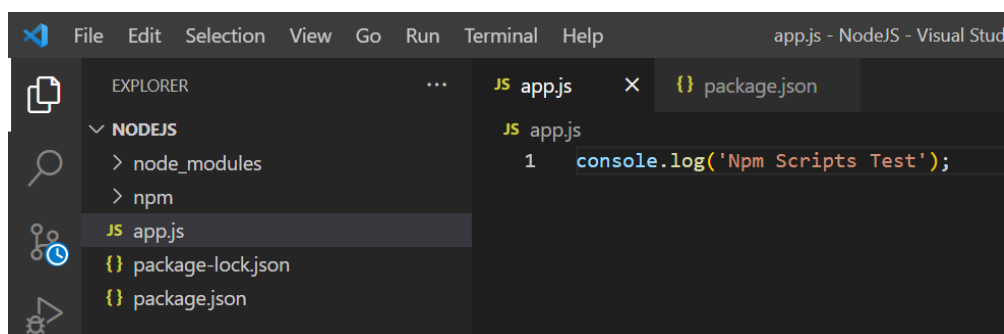 File Edit Selection View Go Run Terminal Help app.js - NodeJS - Visual Stud
EXPLORER ... JS app.js × {} package.json
NODEJS
JS app.js
node_modules
1 console.log('Npm Scripts Test');
npm
JS app.js
{} package-lock.json
{} package.json